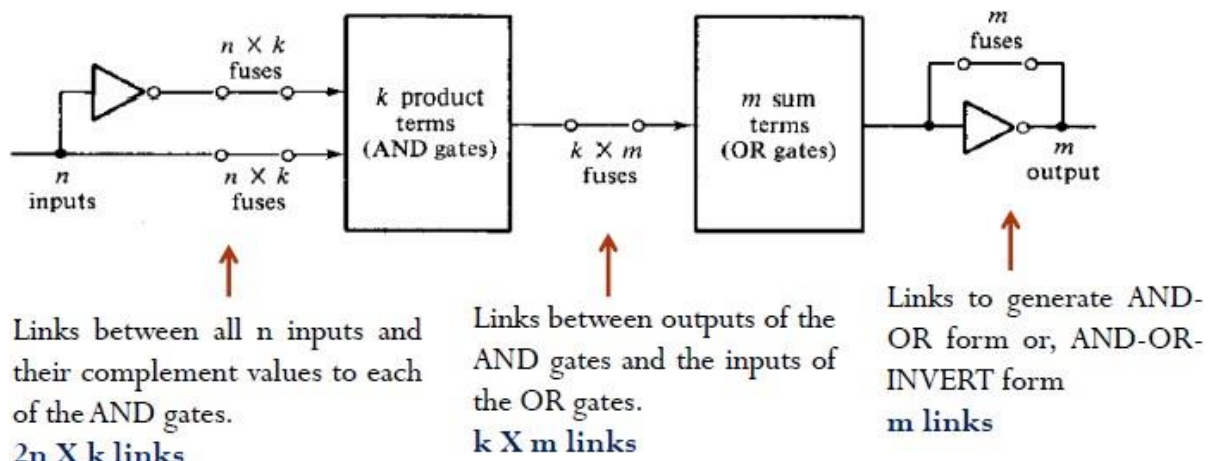 n × k
fuses
k product
terms
(AND gates)
n
inputs
n × k
fuses
k × m
fuses
m sum
terms
(OR gates)
m
fuses
m
output
Links between all n inputs and
their complement values to each
of the AND gates.
2n X k links
Links between outputs of the
AND gates and the inputs of
the OR gates.
k X m links
Links to generate AND-
OR form or, AND-OR-
INVERT form
m links